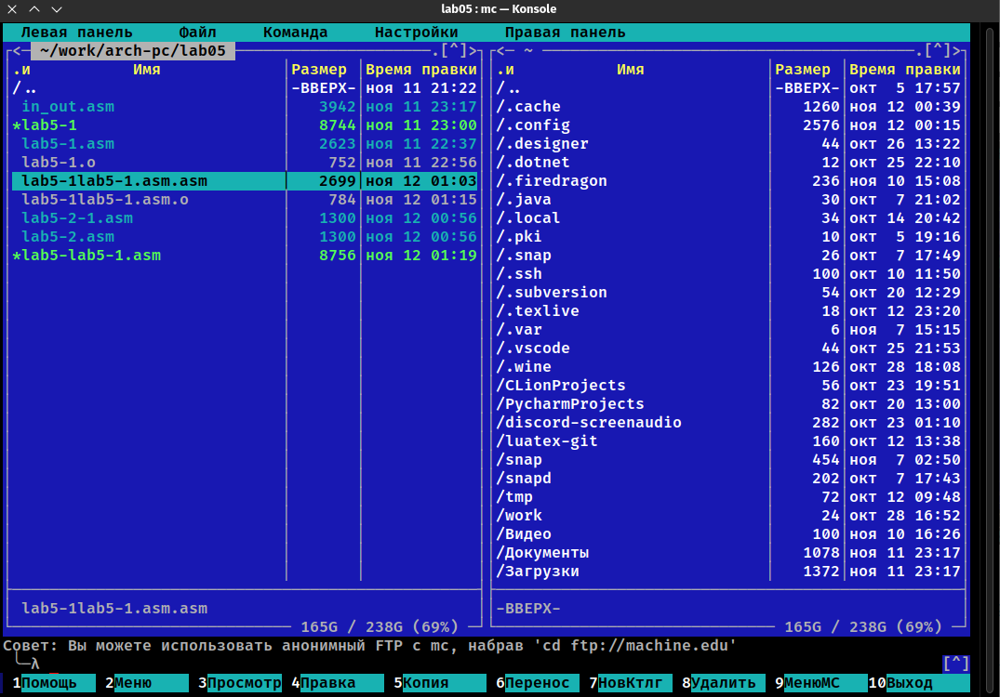 lab05 : mc — Konsole
Левая панель Файл Команда Настройки Правая панель
<— ~/work/arch-pc/lab05 .[^]>
.и Имя Размер Время правки
/.. -ВВЕРХ- ноя 11 21:22
in_out.asm 3942 ноя 11 23:17
*lab5-1 8744 ноя 11 23:00
lab5-1.asm 2623 ноя 11 22:37
lab5-1.o 752 ноя 11 22:56
lab5-1lab5-1.asm.asm 2699 ноя 12 01:03
lab5-1lab5-1.asm.o 784 ноя 12 01:15
lab5-2-1.asm 1300 ноя 12 00:56
lab5-2.asm 1300 ноя 12 00:56
*lab5-lab5-1.asm 8756 ноя 12 01:19
lab5-1lab5-1.asm.asm
165G / 238G (69%)
<— ~ .[^]>
.и Имя Размер Время правки
/.. -ВВЕРХ- окт 5 17:57
/.cache 1260 ноя 12 00:39
/.config 2576 ноя 12 00:15
/.designer 44 окт 26 13:22
/.dotnet 12 окт 25 22:10
/.firedragon 236 ноя 10 15:08
/.java 30 окт 7 21:02
/.local 34 окт 14 20:42
/.pki 10 окт 5 19:16
/.snap 26 окт 7 17:49
/.ssh 100 окт 10 11:50
/.subversion 54 окт 20 12:29
/.texlive 18 окт 12 23:20
/.var 6 ноя 7 15:15
/.vscode 44 окт 25 21:53
/.wine 126 окт 28 18:08
/CLionProjects 56 окт 23 19:51
/PycharmProjects 82 окт 20 13:00
/discord-screenaudio 282 окт 23 01:10
/luatex-git 160 окт 12 13:38
/snap 454 ноя 7 02:50
/snapd 202 окт 7 17:43
/tmp 72 окт 12 09:48
/work 24 окт 28 16:52
/Видео 100 ноя 10 16:26
/Документы 1078 ноя 11 23:17
/Загрузки 1372 ноя 11 23:17
-ВВЕРХ-
165G / 238G (69%)
Совет: Вы можете использовать анонимный FTP с mc, набрав 'cd ftp://machine.edu'
╰─λ [^]
1Помощь 2Меню 3Просмотр 4Правка 5Копия 6Перенос 7НовКтлг 8Удалить 9МенюMC 10Выход